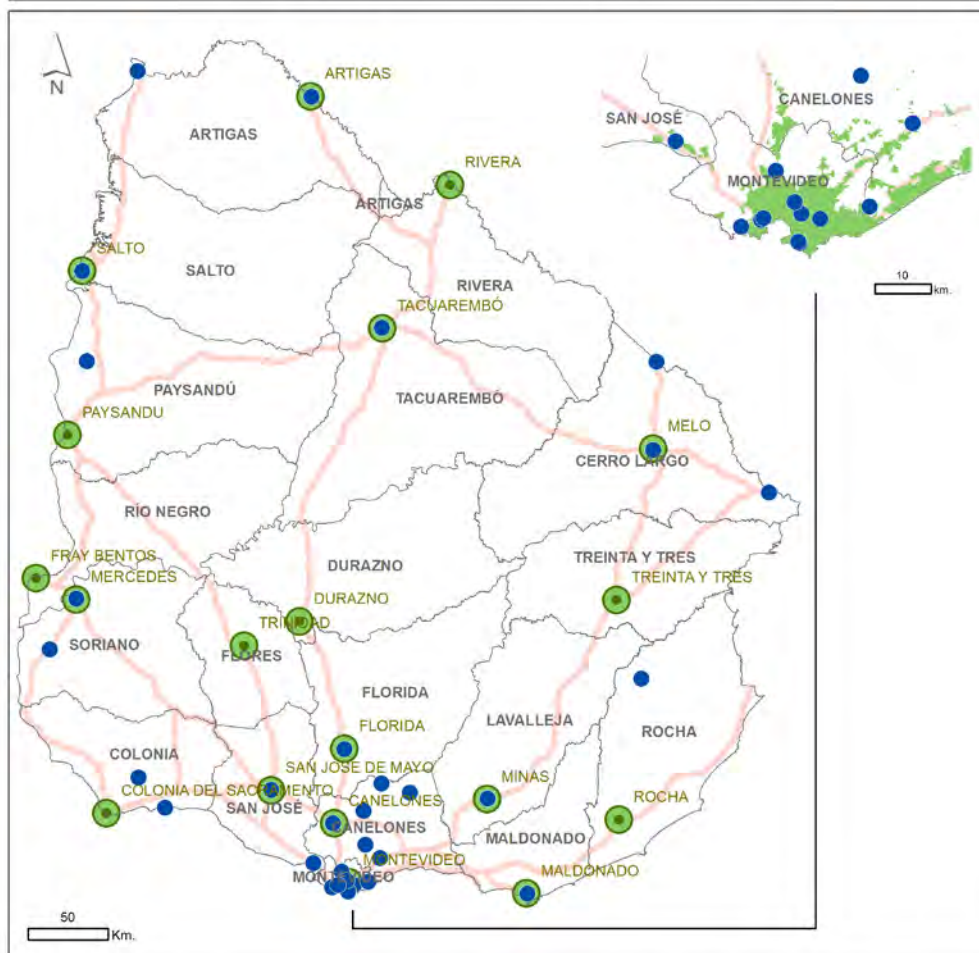 N
ARTIGAS
ARTIGAS
CANELONES
SAN JOSÉ
MONTEVIDEO
10
km.
RIVERA
ARTIGAS
SALTO
SALTO
RIVERA
TACUAREMBÓ
PAYSANDÚ
TACUAREMBÓ
PAYSANDU
MELO
CERRO LARGO
RÍO NEGRO
FRAY BENTOS
MERCEDES
DURAZNO
TREINTA Y TRES
TREINTA Y TRES
DURAZNO
TRINIDAD
SORIANO
FLORES
FLORIDA
LAVALLEJA
ROCHA
FLORIDA
COLONIA
SAN JOSE DE MAYO
MINAS
COLONIA DEL SACRAMENTO
SAN JOSÉ
CANELONES
ROCHA
CANELONES
MALDONADO
MONTEVIDEO
MONTEVIDEO
MALDONADO
50
Km.